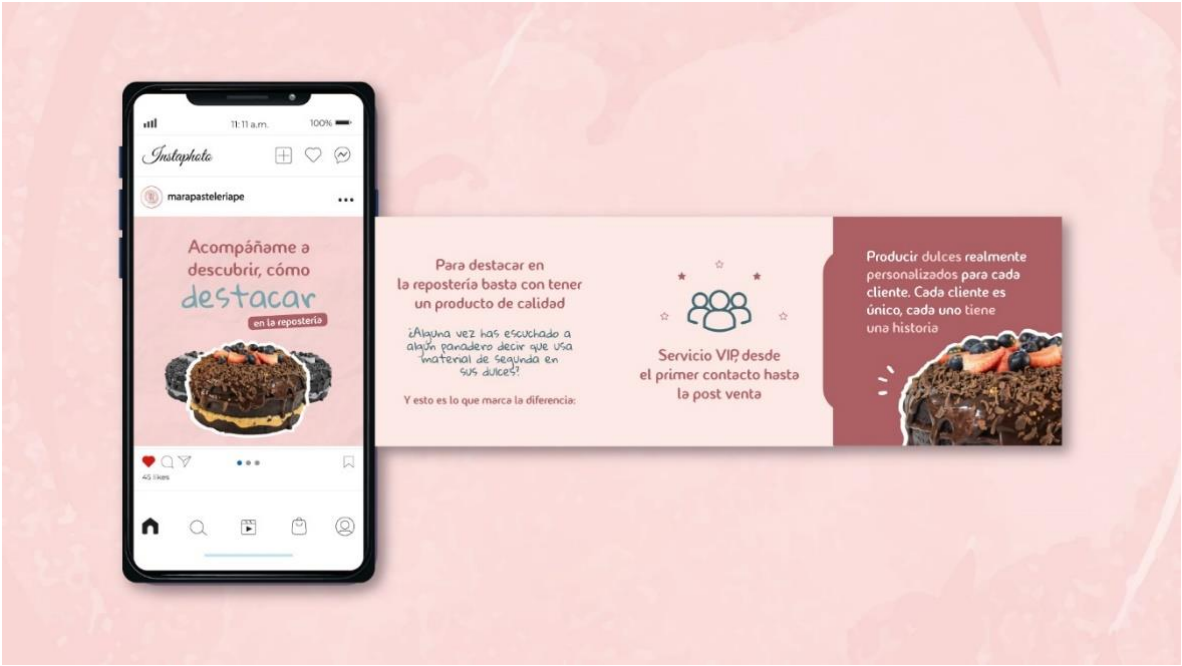 11:11 a.m.
100%
Instaphoto
marapasteleriape
Acompáñame a
descubrir, cómo
destacar
en la repostería
45 likes
Para destacar en
la repostería basta con tener
un producto de calidad
¿Alguna vez has escuchado a
algún panadero decir que usa
material de segunda en
sus dulces?
Y esto es lo que marca la diferencia:
Servicio VIP, desde
el primer contacto hasta
la post venta
Producir dulces realmente
personalizados para cada
cliente. Cada cliente es
único, cada uno tiene
una historia